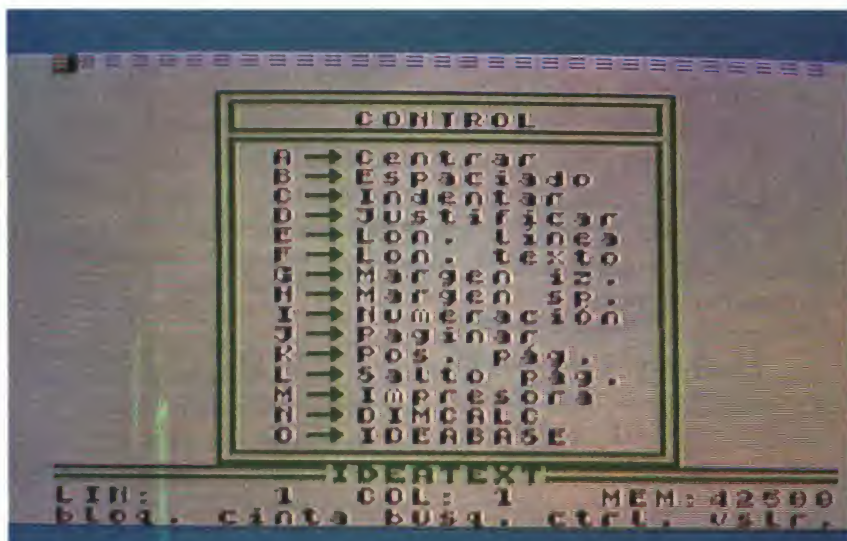 CONTROL
A → Centrar
B → Espaciado
C → Indentar
D → Justificar
E → Lon. linea
F → Lon. texto
G → Margen iz.
H → Margen sp.
I → Numeración
J → Paginar
K → Pos. pág.
L → Salto pág.
M → Impresora
N → DIMCALC
O → IDEABASE
IDEATEXT
LIN: 1 COL: 1 MEM: 42500
bloq. cinta busq. ctrl. vslr.